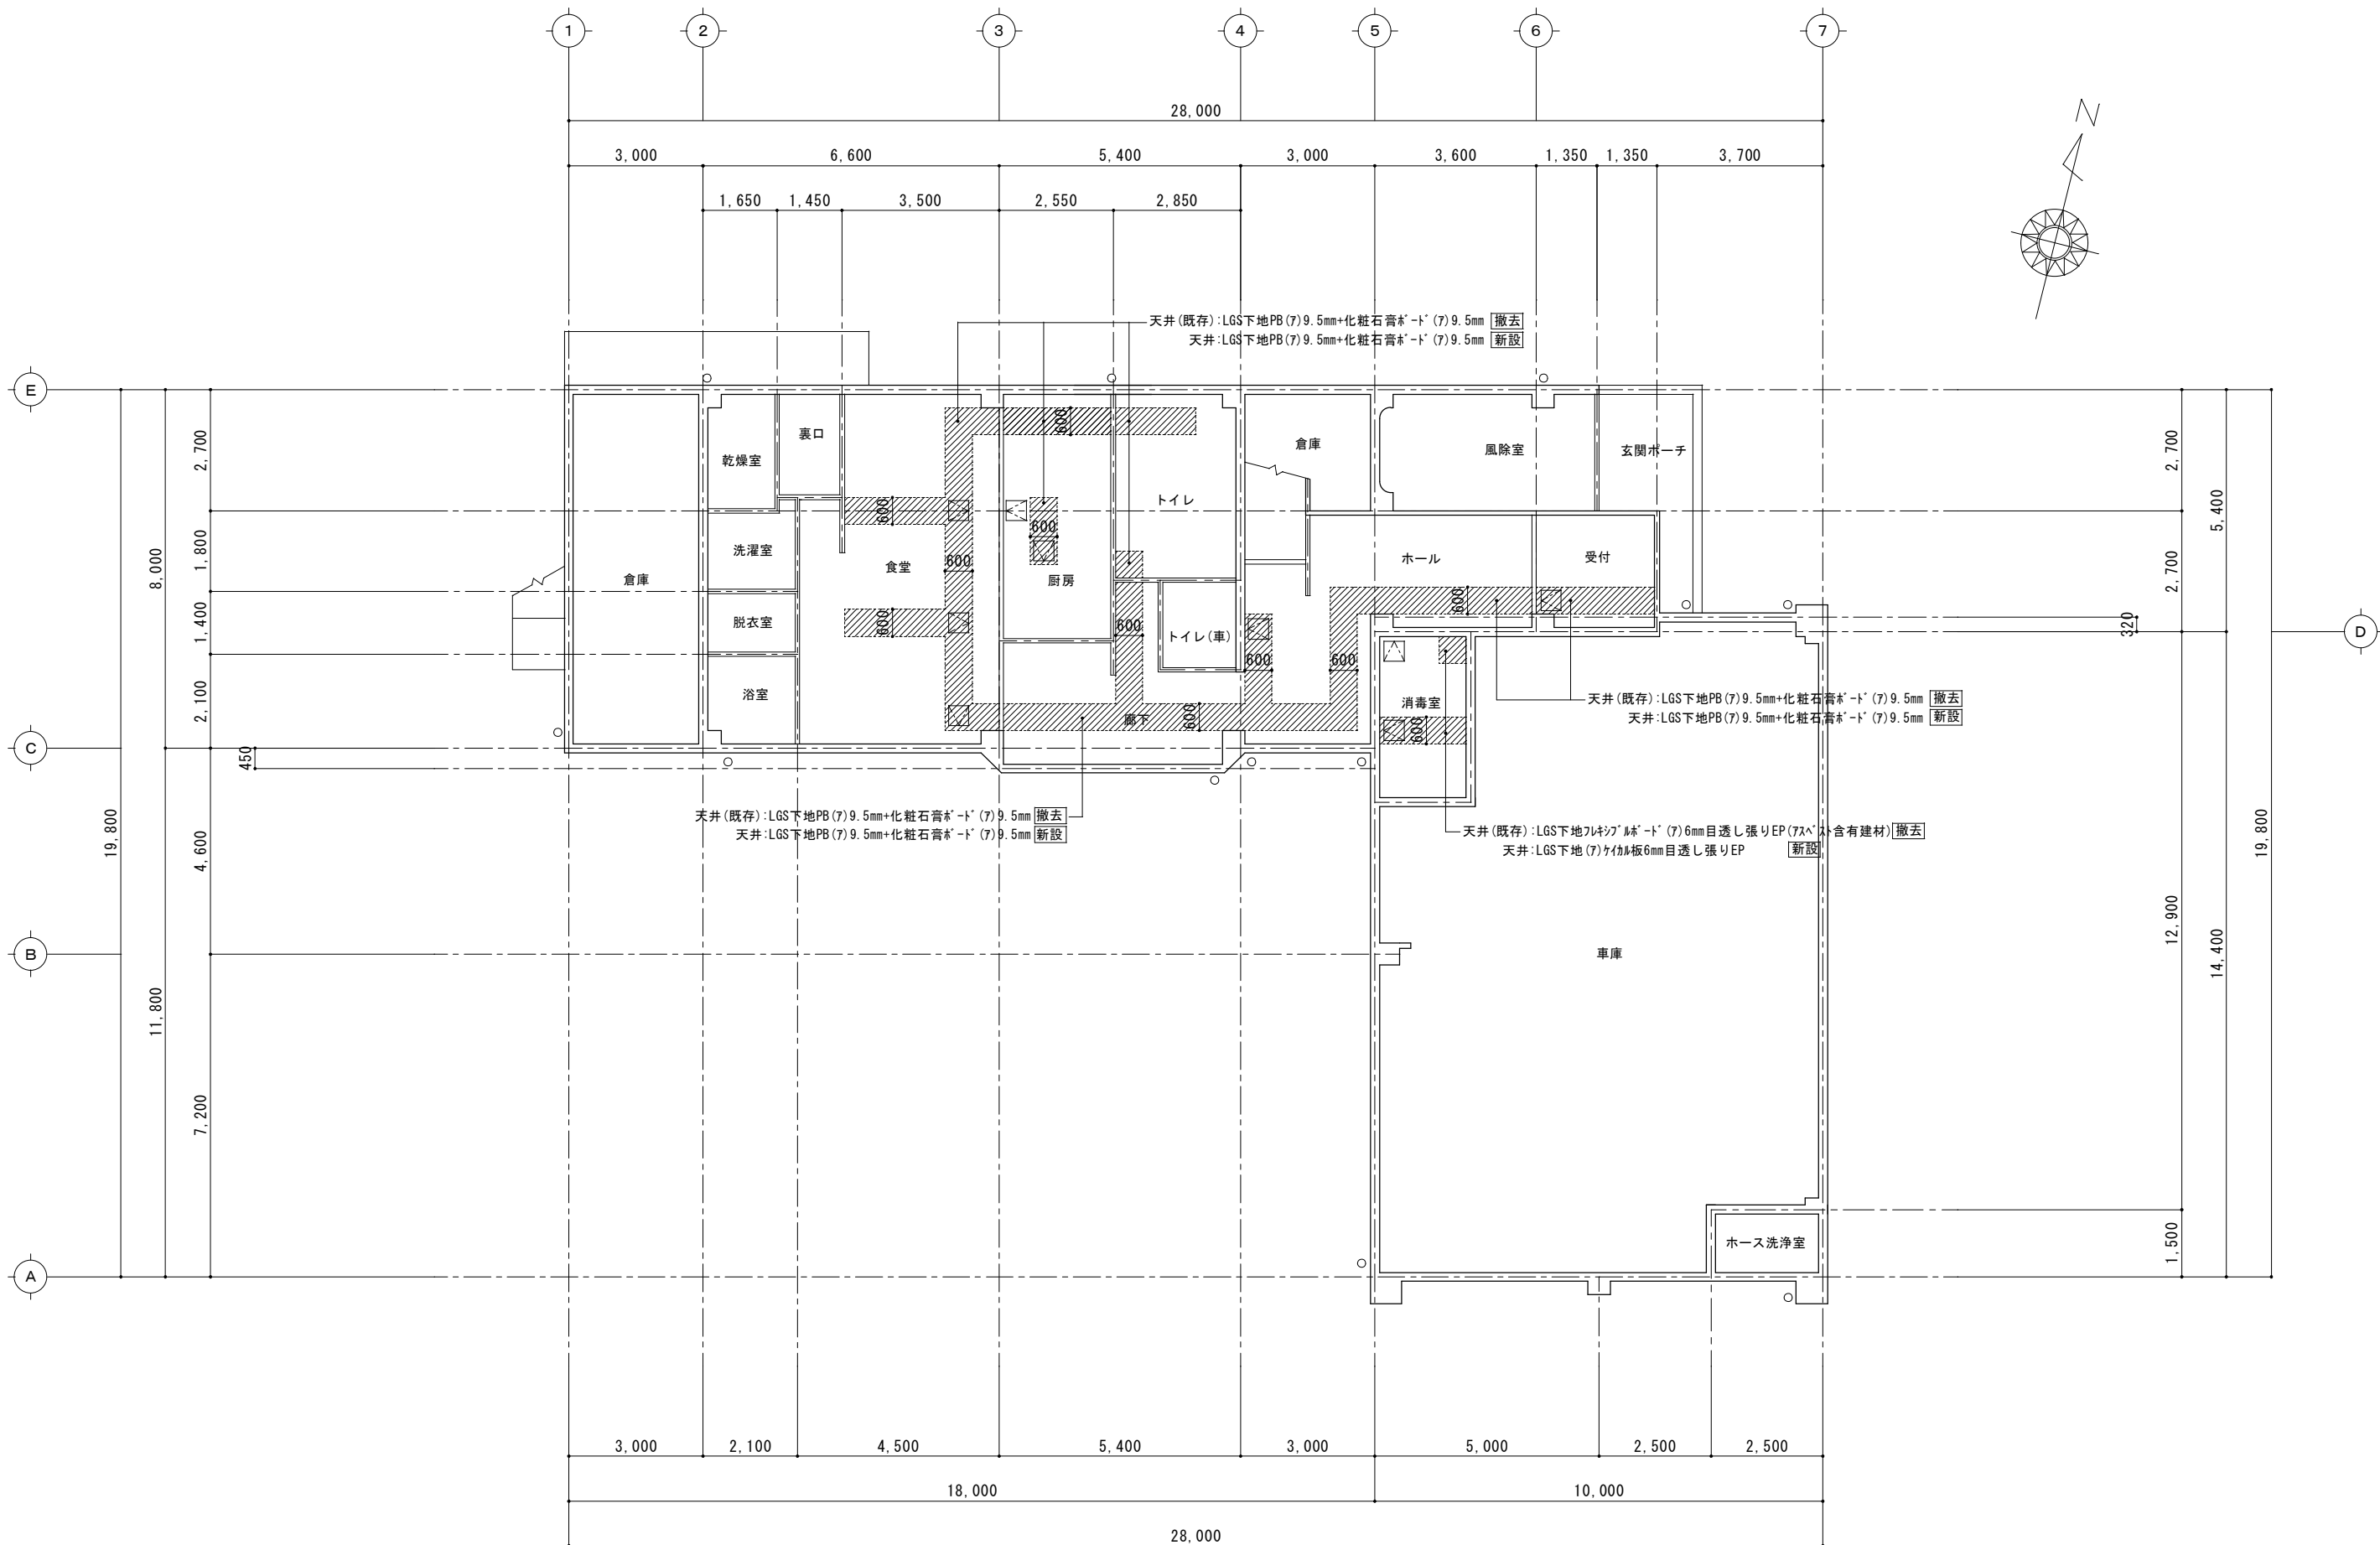 1 2 3 4 5 6 7
N
28,000
3,000 6,600 5,400 3,000 3,600 1,350 1,350 3,700
1,650 1,450 3,500 2,550 2,850
天井(既存):LGS下地PB(ｱ)9.5mm+化粧石膏ﾎﾞｰﾄﾞ(ｱ)9.5mm 撤去
天井:LGS下地PB(ｱ)9.5mm+化粧石膏ﾎﾞｰﾄﾞ(ｱ)9.5mm 新設
E
D
C
B
A
19,800
8,000
11,800
2,700
1,800
1,400
2,100
450
4,600
7,200
倉庫
乾燥室
裏口
洗濯室
脱衣室
浴室
食堂
厨房
トイレ
トイレ(車)
倉庫
風除室
玄関ポーチ
ホール
受付
消毒室
廊下
車庫
ホース洗浄室
600
600
600
600
600
600
600
600
600
600
600
天井(既存):LGS下地PB(ｱ)9.5mm+化粧石膏ﾎﾞｰﾄﾞ(ｱ)9.5mm 撤去
天井:LGS下地PB(ｱ)9.5mm+化粧石膏ﾎﾞｰﾄﾞ(ｱ)9.5mm 新設
天井(既存):LGS下地PB(ｱ)9.5mm+化粧石膏ﾎﾞｰﾄﾞ(ｱ)9.5mm 撤去
天井:LGS下地PB(ｱ)9.5mm+化粧石膏ﾎﾞｰﾄﾞ(ｱ)9.5mm 新設
天井(既存):LGS下地ﾌﾚｷｼﾌﾞﾙﾎﾞｰﾄﾞ(ｱ)6mm目透し張りEP(ｱｽﾍﾞｽﾄ含有建材)撤去
天井:LGS下地(ｱ)ｹｲｶﾙ板6mm目透し張りEP 新設
2,700
2,700
320
5,400
12,900
14,400
1,500
19,800
3,000 2,100 4,500 5,400 3,000 5,000 2,500 2,500
18,000 10,000
28,000